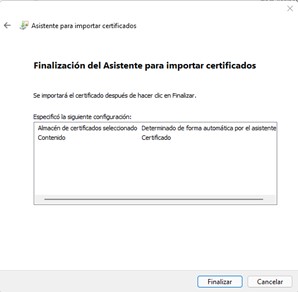 Asistente para importar certificados
Finalización del Asistente para importar certificados
Se importará el certificado después de hacer clic en Finalizar.
Especificó la siguiente configuración:
Almacén de certificados seleccionado Determinado de forma automática por el asistente
Contenido Certificado
Finalizar Cancelar